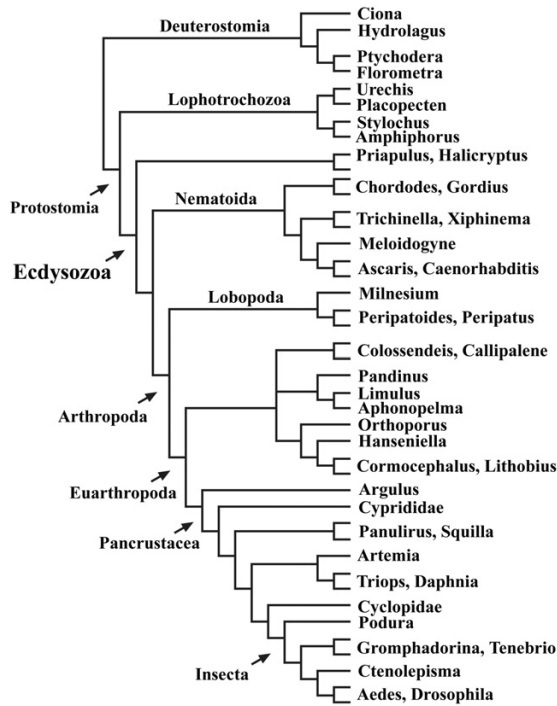 Deuterostomia
Ciona
Hydrolagus
Ptychodera
Florometra
Lophotrochozoa
Urechis
Placopecten
Stylochus
Amphiphorus
Priapulus, Halicryptus
Protostomia
Nematoida
Chordodes, Gordius
Trichinella, Xiphinema
Meloidogyne
Ecdysozoa
Ascaris, Caenorhabditis
Lobopoda
Milnesium
Peripatoides, Peripatus
Colossendeis, Callipalene
Pandinus
Limulus
Aphonopelma
Arthropoda
Orthoporus
Hanseniella
Cormocephalus, Lithobius
Euarthropoda
Argulus
Cyprididae
Pancrustacea
Panulirus, Squilla
Artemia
Triops, Daphnia
Cyclopidae
Podura
Gromphadorina, Tenebrio
Insecta
Ctenolepisma
Aedes, Drosophila